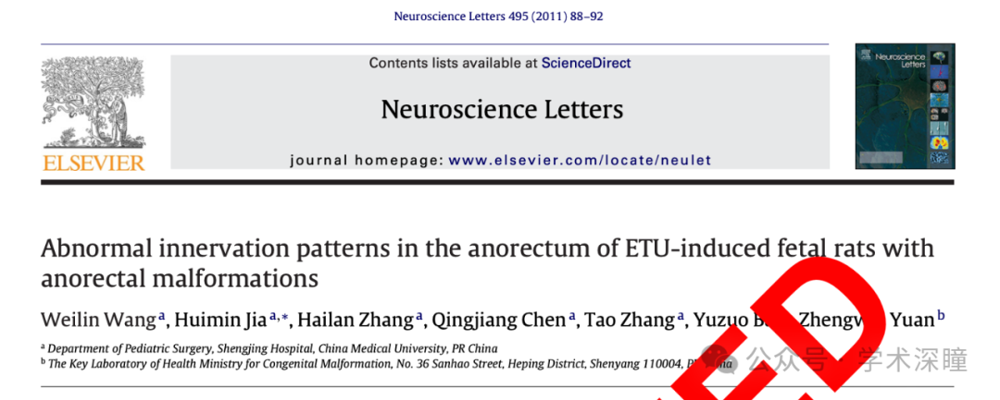 Neuroscience Letters 495 (2011) 88–92
Contents lists available at ScienceDirect
Neuroscience Letters
journal homepage: www.elsevier.com/locate/neulet
ELSEVIER
Neuroscience
Letters
Abnormal innervation patterns in the anorectum of ETU-induced fetal rats with
anorectal malformations
Weilin Wang a, Huimin Jia a,*, Hailan Zhang a, Qingjiang Chen a, Tao Zhang a, Yuzuo Zhengw Yuan b
a Department of Pediatric Surgery, Shengjing Hospital, China Medical University, PR China
b The Key Laboratory of Health Ministry for Congenital Malformation, No. 36 Sanhao Street, Heping District, Shenyang 110004,
ED
公众号 学术深瞳